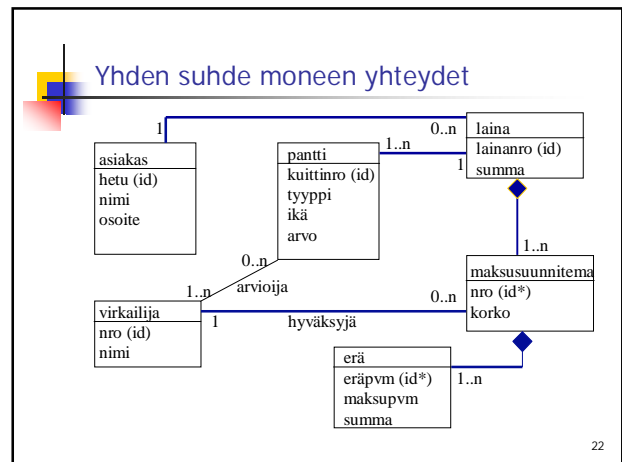 Yhden suhde moneen yhteydet
1
0..n
laina
lainanro (id)
summa
asiakas
hetu (id)
nimi
osoite
pantti
kuittinro (id)
tyyppi
ikä
arvo
1..n
1
1..n
0..n
arvioija
1..n
virkailija
nro (id)
nimi
1
hyväksyjä
0..n
maksusuunnitema
nro (id*)
korko
erä
eräpvm (id*)
maksupvm
summa
1..n
22